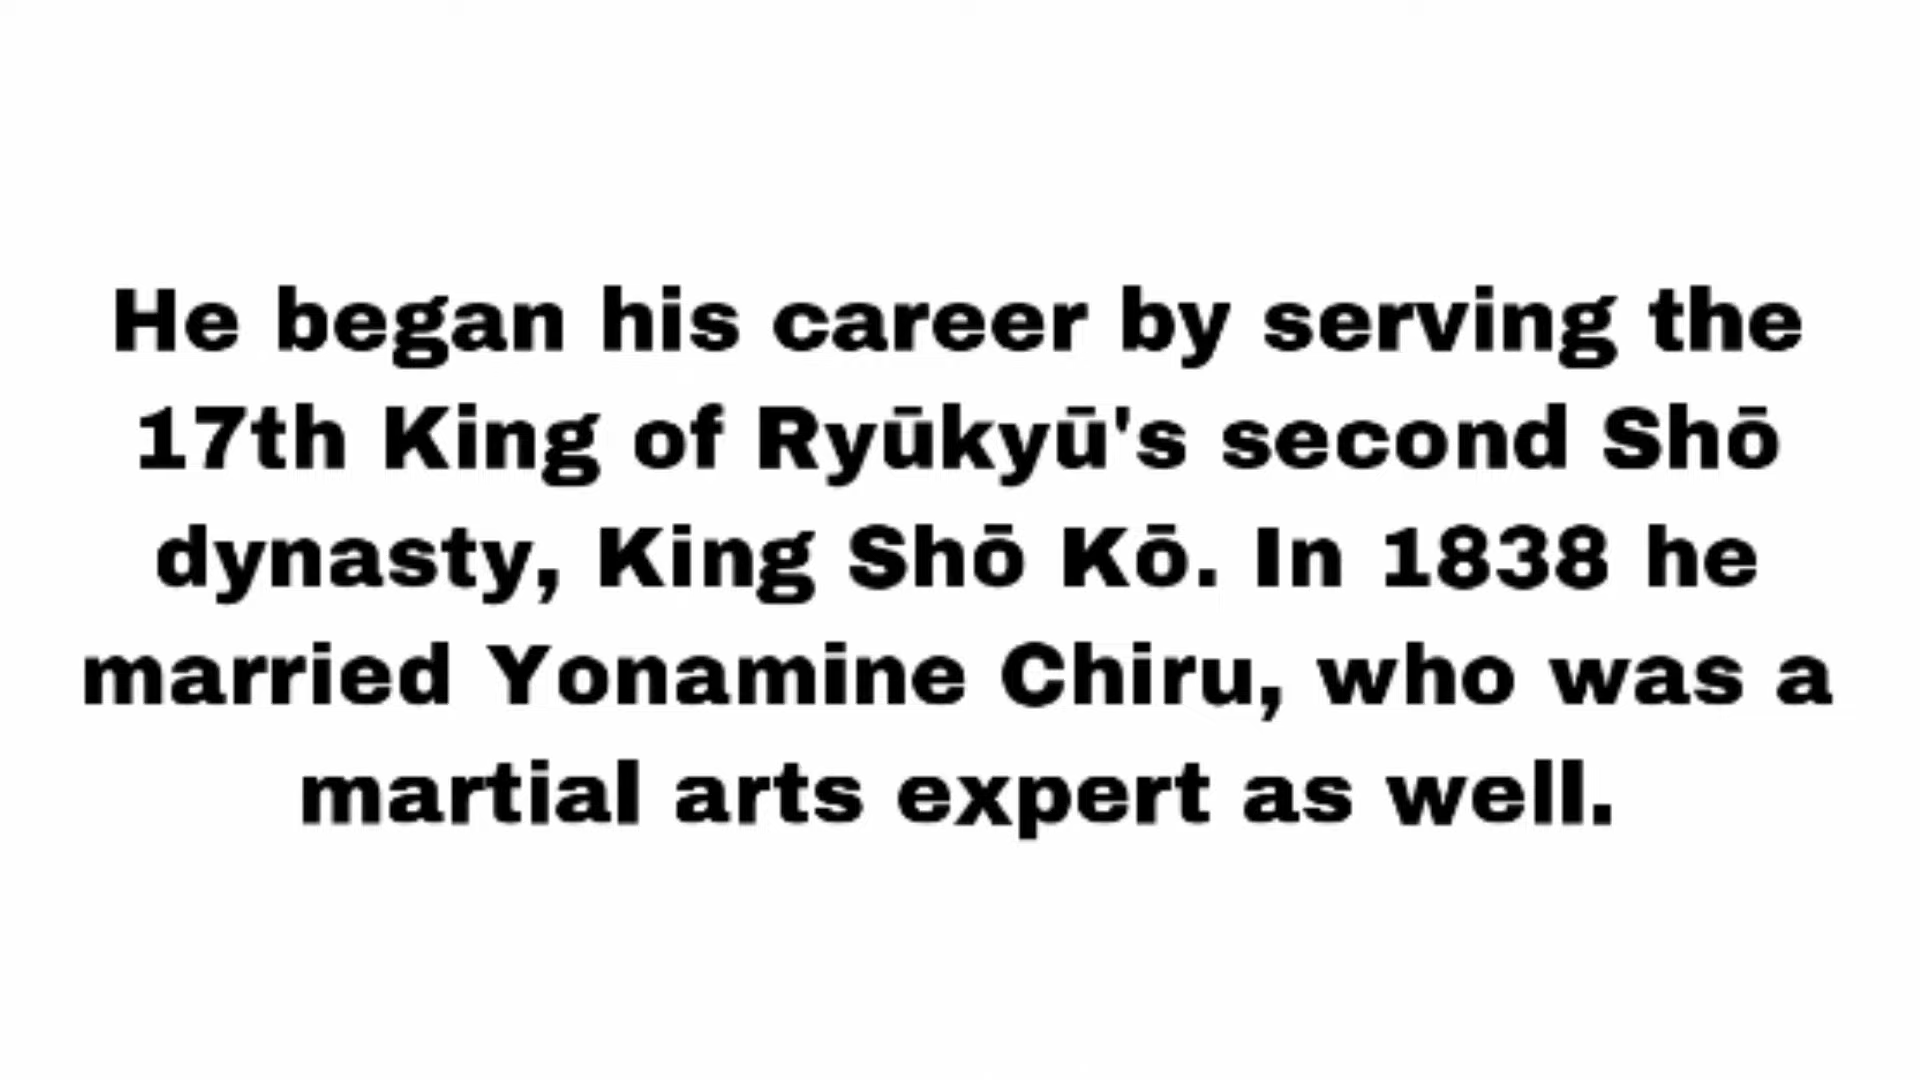 He began his career by serving the
17th King of Ryūkyū's second Shō
dynasty, King Shō Kō. In 1838 he
married Yonamine Chiru, who was a
martial arts expert as well.